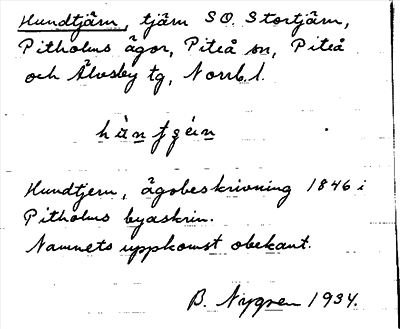 Hundtjärn, tjärn SO. Stortjärn,
Pitholms ägor, Piteå sn, Piteå
och Älvsby tg, Norrb. l.
Hundtjern, ägobeskrivning 1846 i
Pitholms byaskrin.
Namnets uppkomst obekant.
B. Nygren 1934.